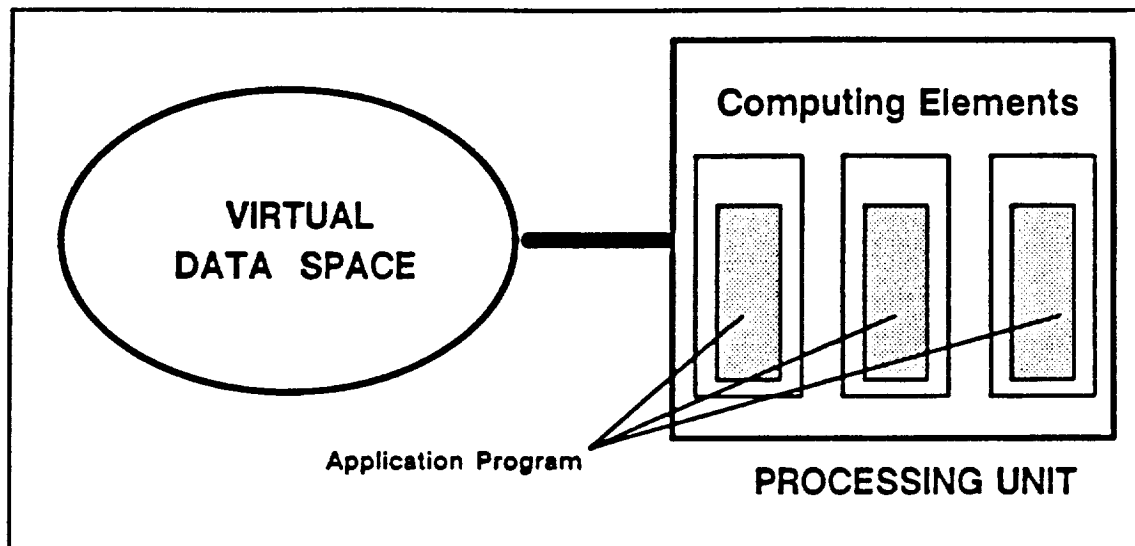 Computing Elements
VIRTUAL
DATA SPACE
Application Program
PROCESSING UNIT